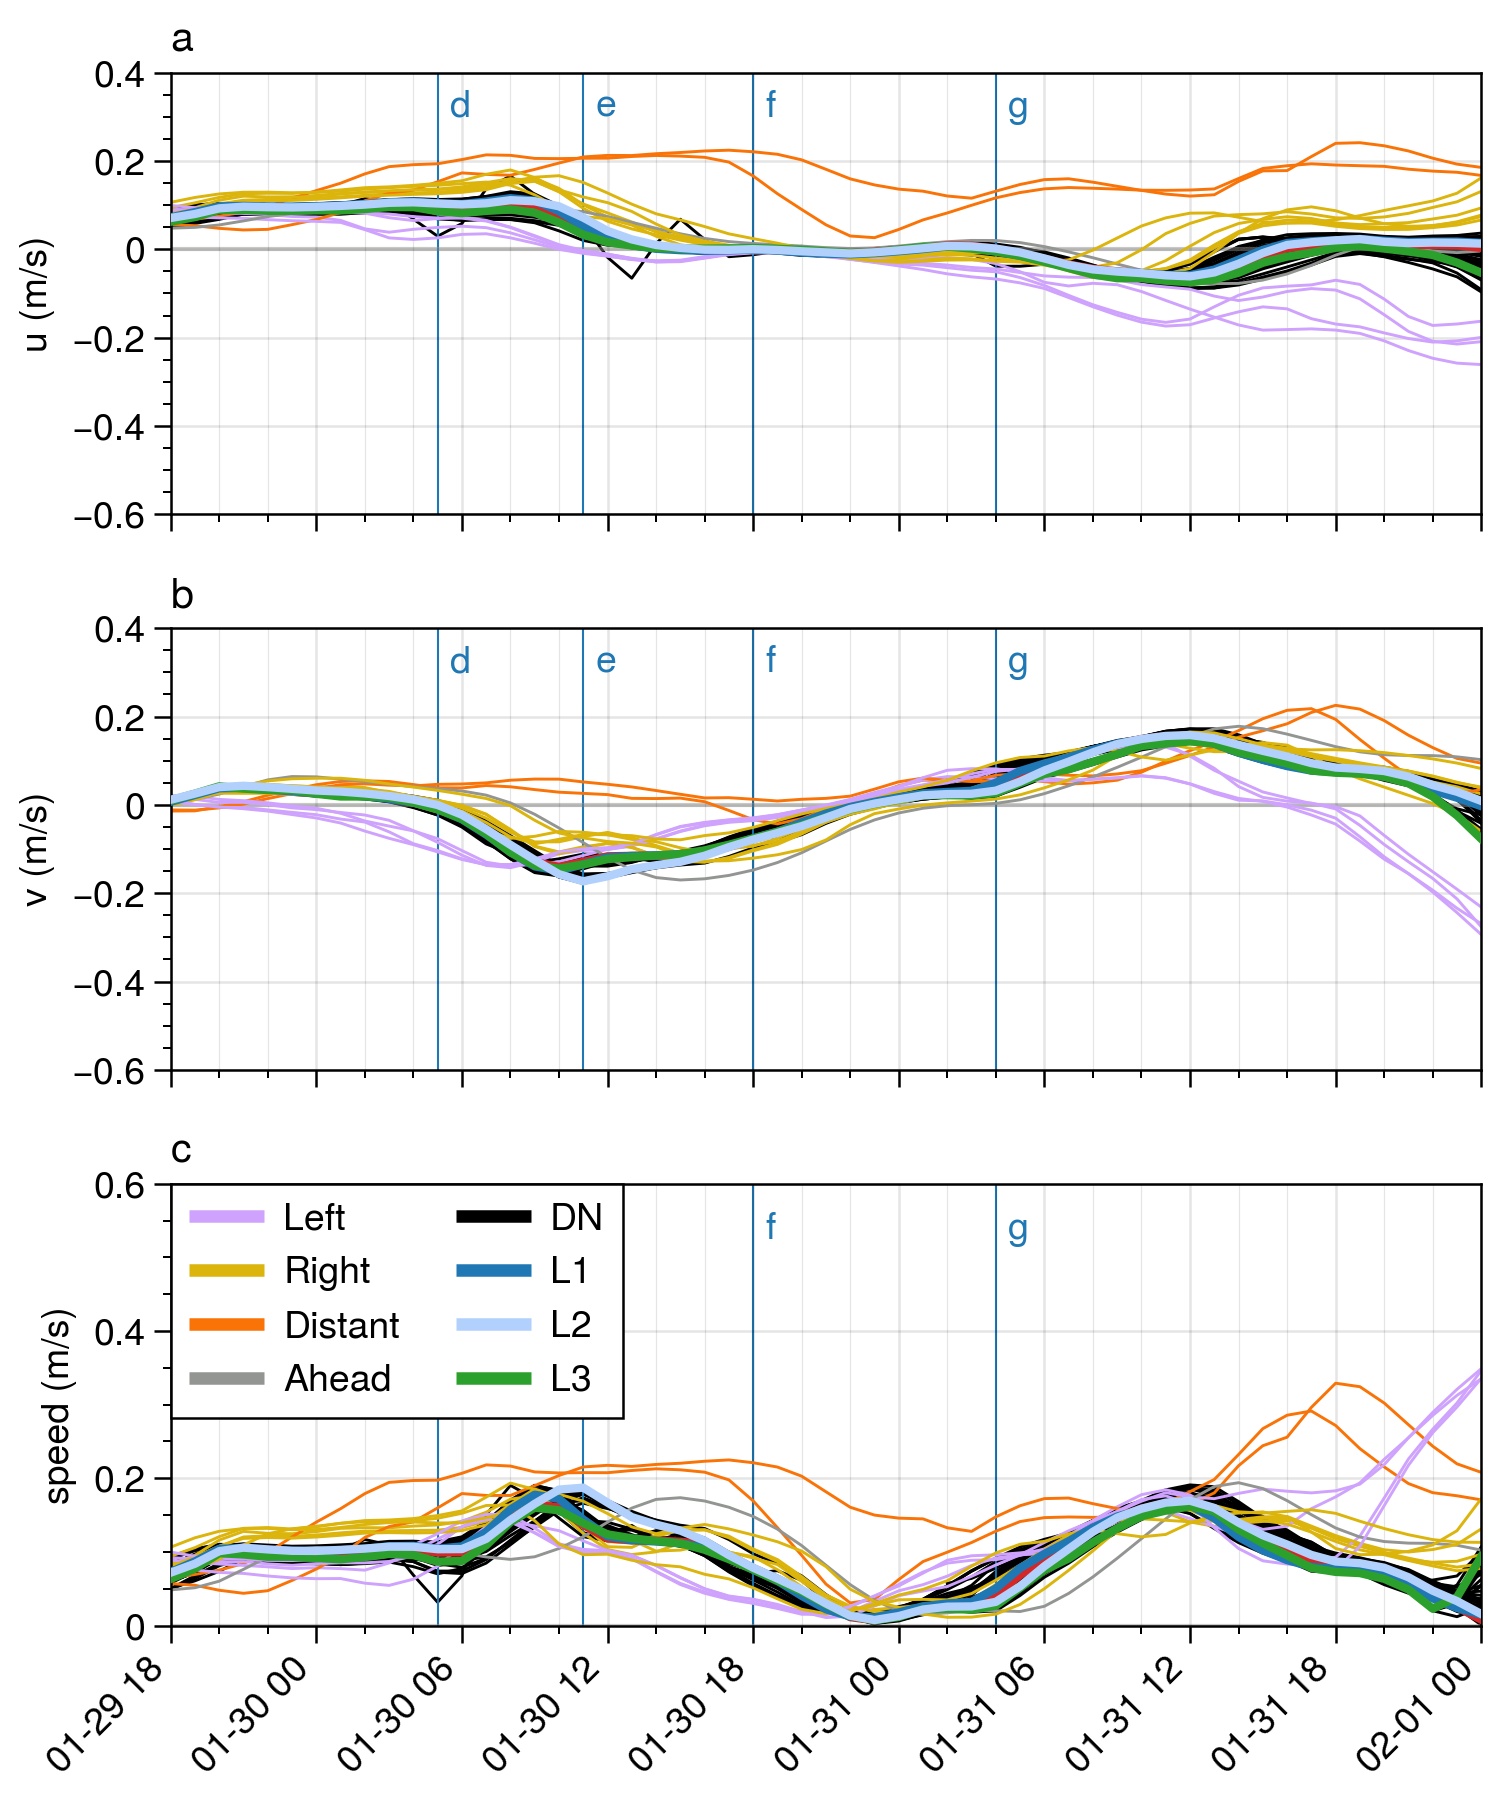 a
0.4
0.2
0
−0.2
−0.4
−0.6
u (m/s)
d
e
f
g
b
0.4
0.2
0
−0.2
−0.4
−0.6
v (m/s)
d
e
f
g
c
0.6
0.4
0.2
0
speed (m/s)
f
g
Left
Right
Distant
Ahead
DN
L1
L2
L3
01-29 18
01-30 00
01-30 06
01-30 12
01-30 18
01-31 00
01-31 06
01-31 12
01-31 18
02-01 00